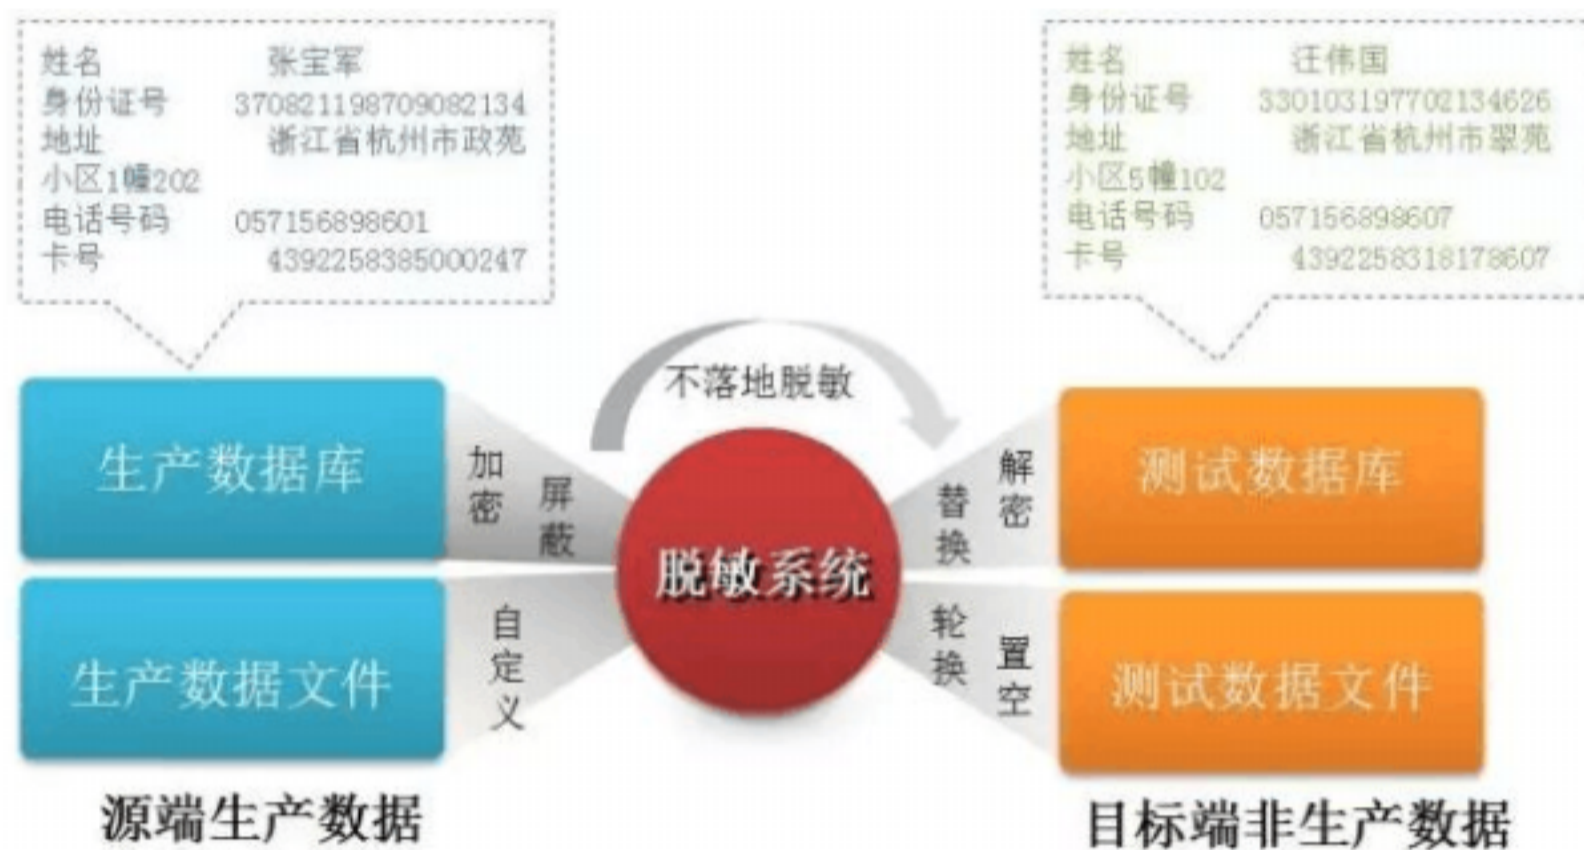 姓名 张宝军
身份证号 370821198709082134
地址 浙江省杭州市政苑
小区1幢202
电话号码 057156898601
卡号 4392258385000247
姓名 汪伟国
身份证号 330103197702134626
地址 浙江省杭州市翠苑
小区5幢102
电话号码 057156898607
卡号 4392258318178607
不落地脱敏
生产数据库
加密
屏蔽
脱敏系统
替换
解密
测试数据库
生产数据文件
自定义
轮换
置空
测试数据文件
源端生产数据
目标端非生产数据